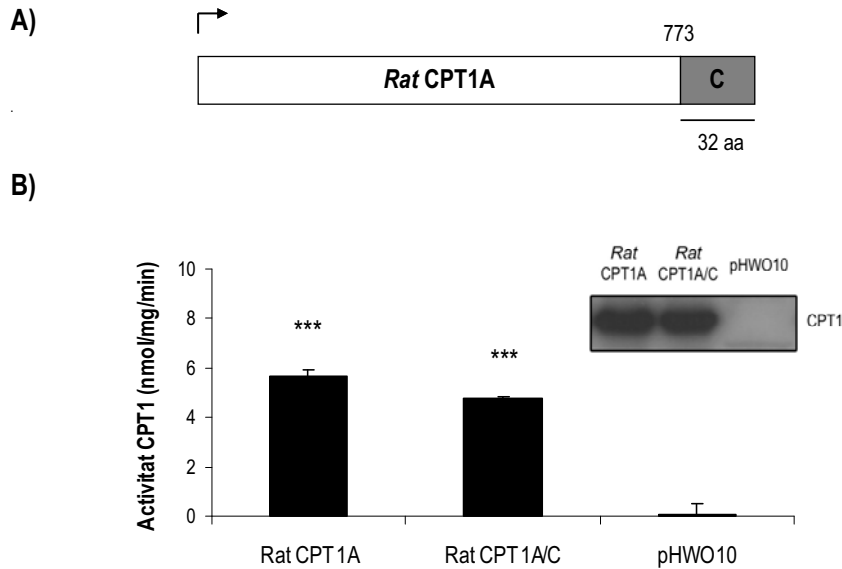 A)
773
Rat CPT1A
C
32 aa
B)
Rat CPT1A
Rat CPT1A/C
pHWO10
CPT1
Activitat CPT1 (nmol/mg/min)
10
8
6
4
2
0
***
***
Rat CPT1A
Rat CPT1A/C
pHWO10